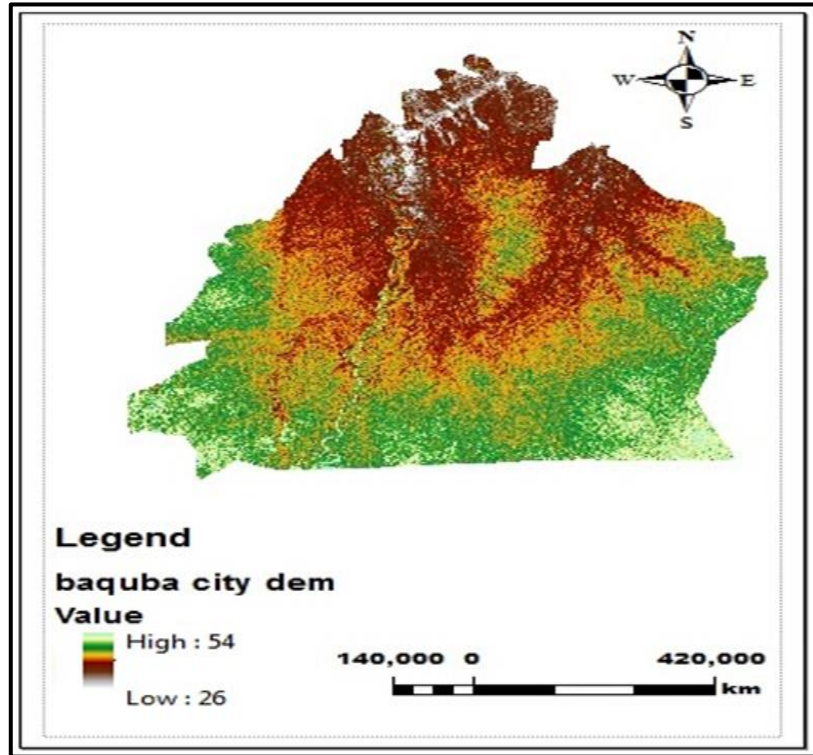 N
W E
S
Legend
baquba city dem
Value
High : 54
Low : 26
140,000 0 420,000
km